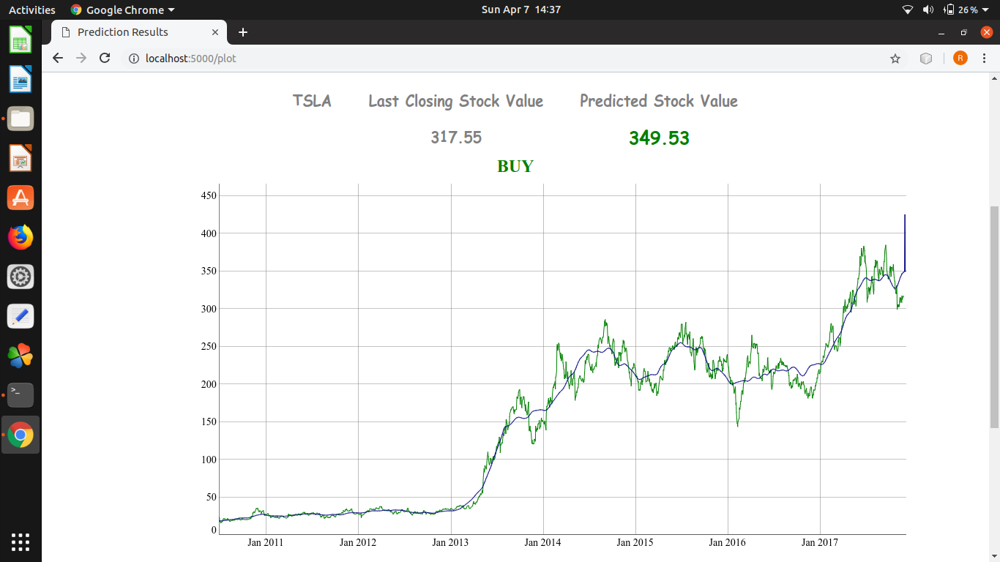 Activities Google Chrome Sun Apr 7 14:37 26%
Prediction Results
localhost:5000/plot
R
TSLA Last Closing Stock Value Predicted Stock Value
317.55 349.53
BUY
450
400
350
300
250
200
150
100
50
0
Jan 2011 Jan 2012 Jan 2013 Jan 2014 Jan 2015 Jan 2016 Jan 2017